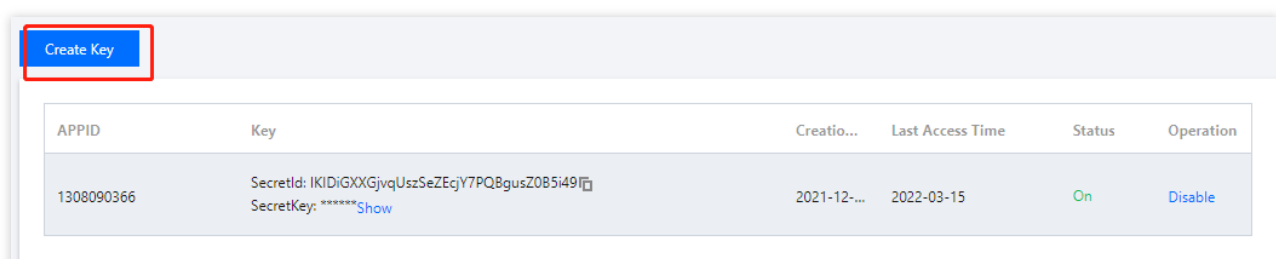 Create Key
APPID Key Creatio... Last Access Time Status Operation
SecretId: IKIDiGXXGjvqUszSeZEcjY7PQBgusZ0B5i49
1308090366 2021-12-... 2022-03-15 On Disable
SecretKey: ******Show